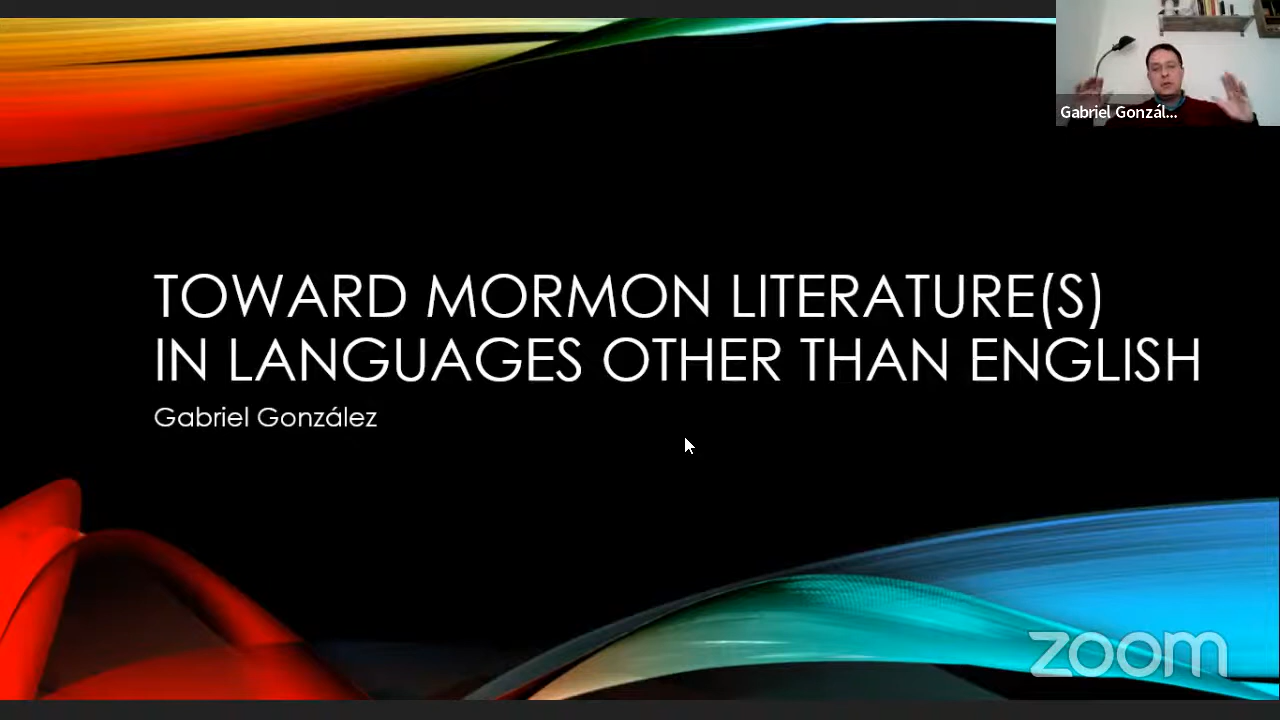 Gabriel Gonzál...
TOWARD MORMON LITERATURE(S)
IN LANGUAGES OTHER THAN ENGLISH
Gabriel González
zoom